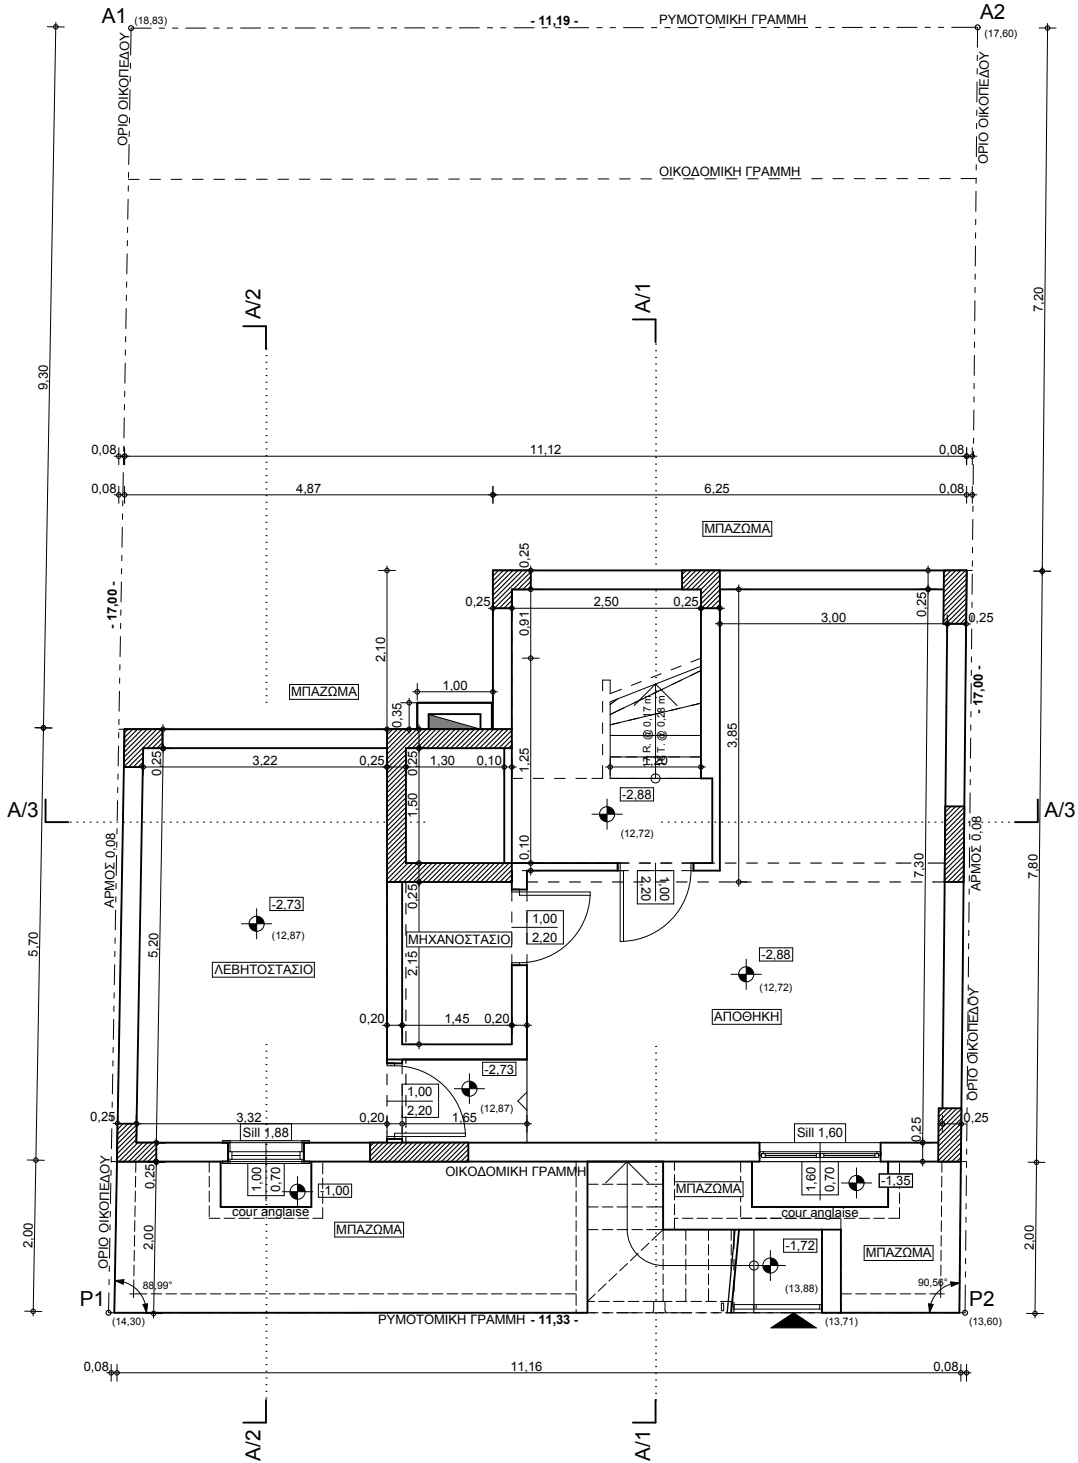 A1
(18,83)
- 11,19 -
ΡΥΜΟΤΟΜΙΚΗ ΓΡΑΜΜΗ
A2
(17,60)
ΟΡΙΟ ΟΙΚΟΠΕΔΟΥ
ΟΡΙΟ ΟΙΚΟΠΕΔΟΥ
ΟΙΚΟΔΟΜΙΚΗ ΓΡΑΜΜΗ
A/2
A/1
7,20
9,30
0,08
11,12
0,08
0,08
4,87
6,25
0,08
ΜΠΑΖΩΜΑ
- 17,00 -
0,25
0,25
2,50
0,25
0,91
3,00
0,25
0,25
2,10
ΜΠΑΖΩΜΑ
1,00
0,35
- 17,00 -
3,85
0,25
3,22
0,25
0,25
1,30
0,10
1,25
1,20
1,50
-2,88
(12,72)
A/3
A/3
ΑΡΜΟΣ 0,08
ΑΡΜΟΣ 0,08
0,10
7,30
7,80
1,00
2,20
0,25
-2,73
(12,87)
ΛΕΒΗΤΟΣΤΑΣΙΟ
5,20
5,70
ΜΗΧΑΝΟΣΤΑΣΙΟ
1,00
2,20
2,15
-2,88
(12,72)
ΑΠΟΘΗΚΗ
0,20
1,45
0,20
ΟΡΙΟ ΟΙΚΟΠΕΔΟΥ
-2,73
(12,87)
1,00
2,20
0,25
3,32
0,20
1,65
0,25
0,25
Sill 1,88
Sill 1,60
ΟΙΚΟΔΟΜΙΚΗ ΓΡΑΜΜΗ
ΟΡΙΟ ΟΙΚΟΠΕΔΟΥ
0,25
1,00
0,70
-1,00
cour anglaise
ΜΠΑΖΩΜΑ
ΜΠΑΖΩΜΑ
1,60
0,70
-1,35
cour anglaise
2,00
2,00
2,00
-1,72
(13,88)
ΜΠΑΖΩΜΑ
88,99°
90,56°
P1
(14,30)
ΡΥΜΟΤΟΜΙΚΗ ΓΡΑΜΜΗ - 11,33 -
(13,71)
P2
(13,60)
0,08
11,16
0,08
A/2
A/1